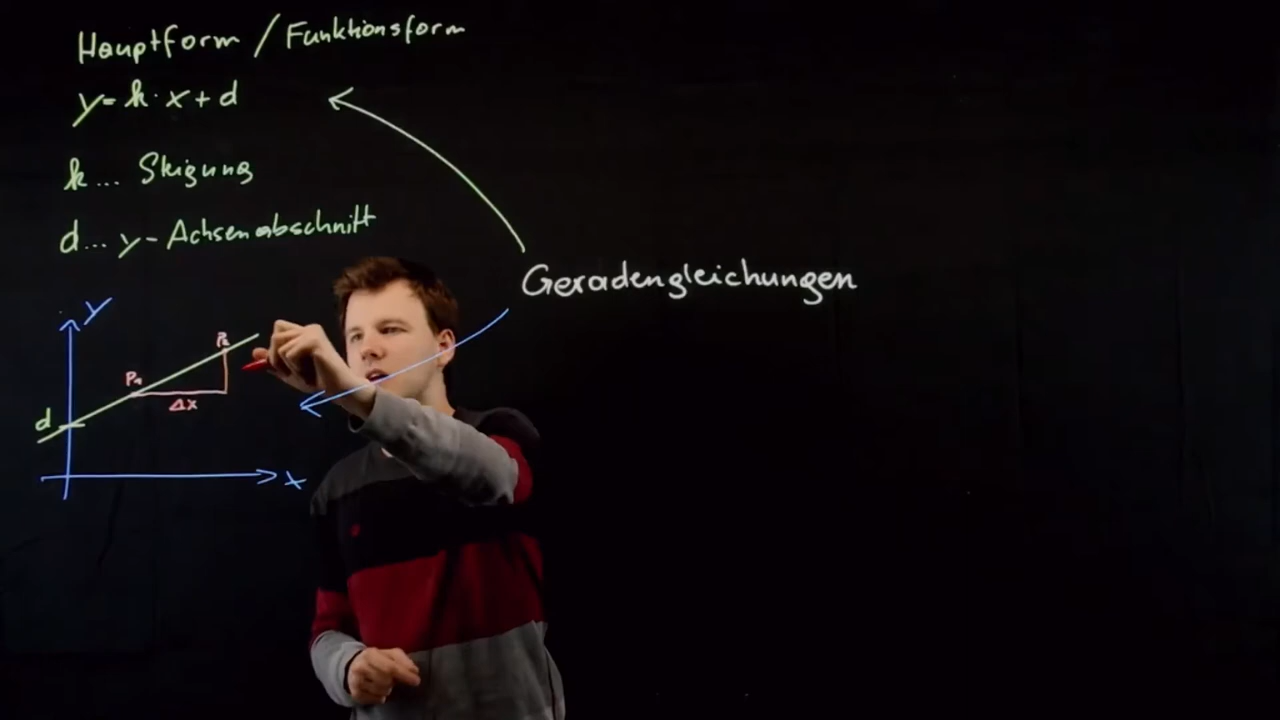 Hauptform / Funktionsform
y = k · x + d
k ... Steigung
d ... y - Achsenabschnitt
Geradengleichungen
y
P₁
P₂
Δx
d
x